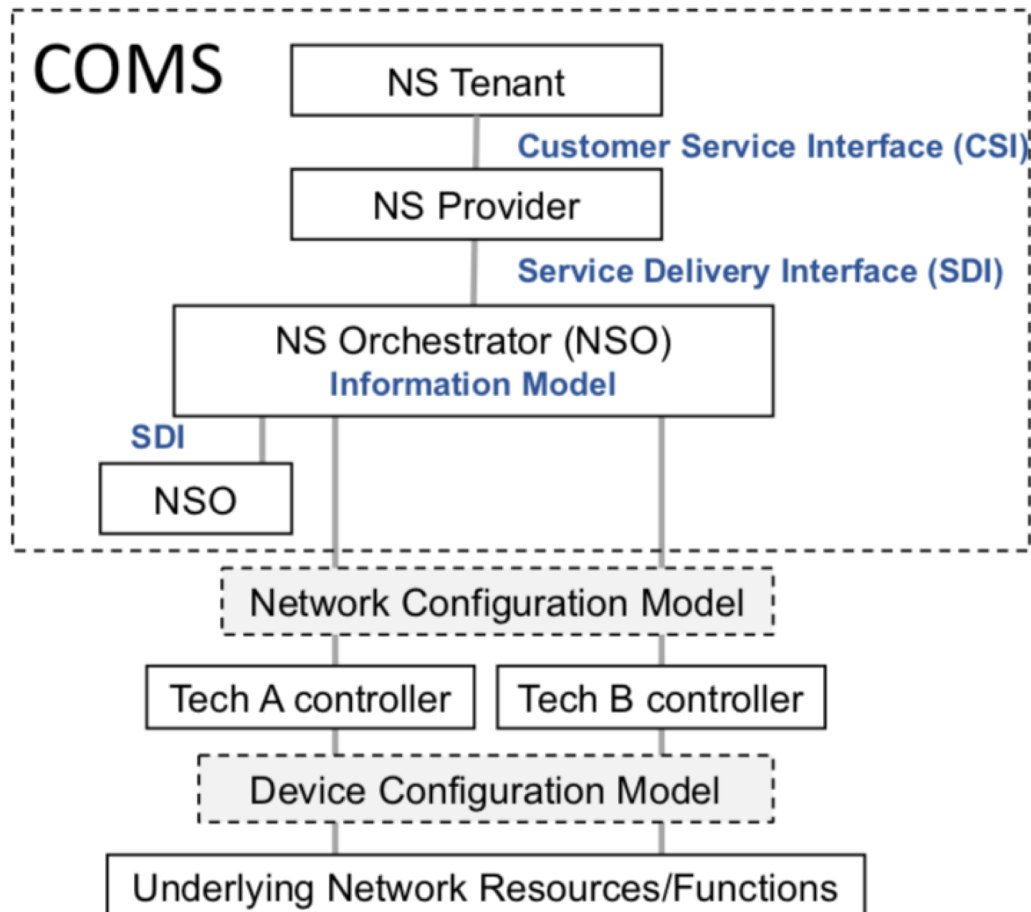 COMS
NS Tenant
Customer Service Interface (CSI)
NS Provider
Service Delivery Interface (SDI)
NS Orchestrator (NSO)
Information Model
SDI
NSO
Network Configuration Model
Tech A controller
Tech B controller
Device Configuration Model
Underlying Network Resources/Functions